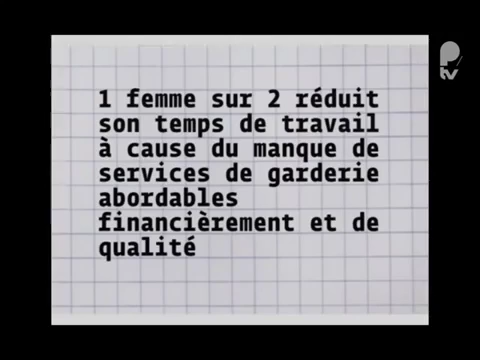 P
tv
1 femme sur 2 réduit
son temps de travail
à cause du manque de
services de garderie
abordables
financièrement et de
qualité